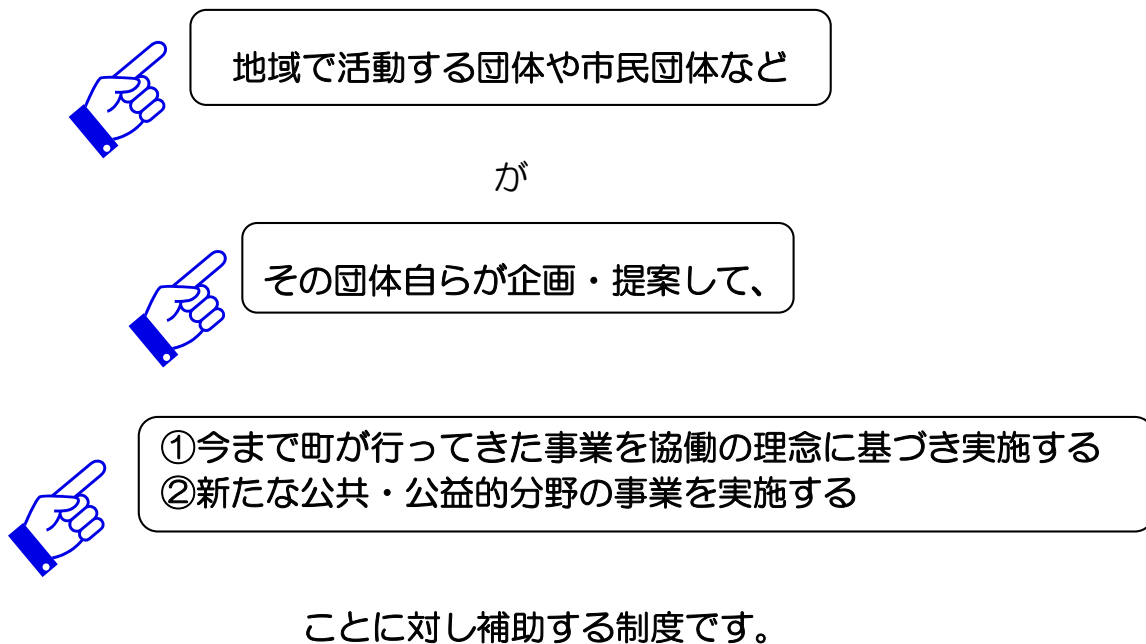 地域で活動する団体や市民団体など
が
その団体自らが企画・提案して、
①今まで町が行ってきた事業を協働の理念に基づき実施する
②新たな公共・公益的分野の事業を実施する
ことに対し補助する制度です。